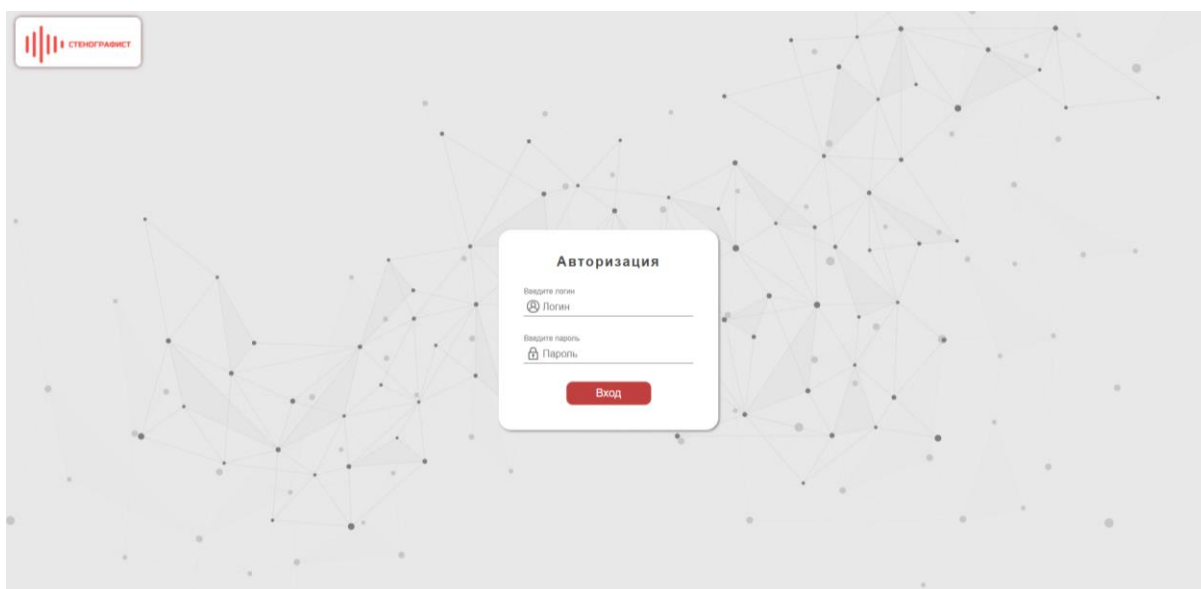 СТЕНОГРАФИСТ
Авторизация
Введите логин
Логин
Введите пароль
Пароль
Вход